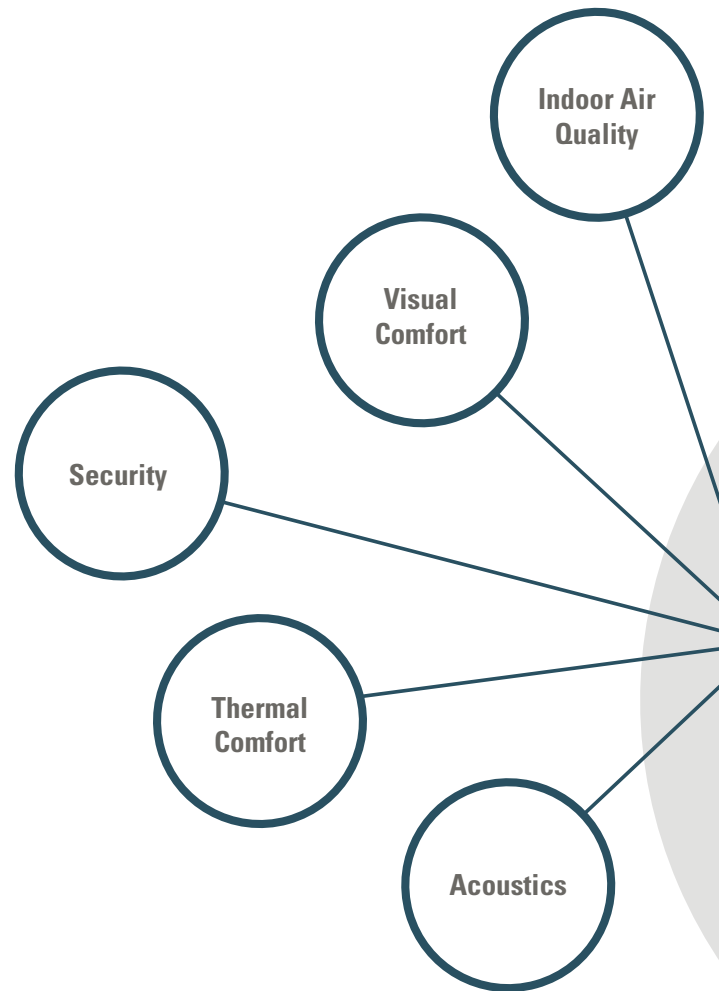 Indoor Air
Quality
Visual
Comfort
Security
Thermal
Comfort
Acoustics